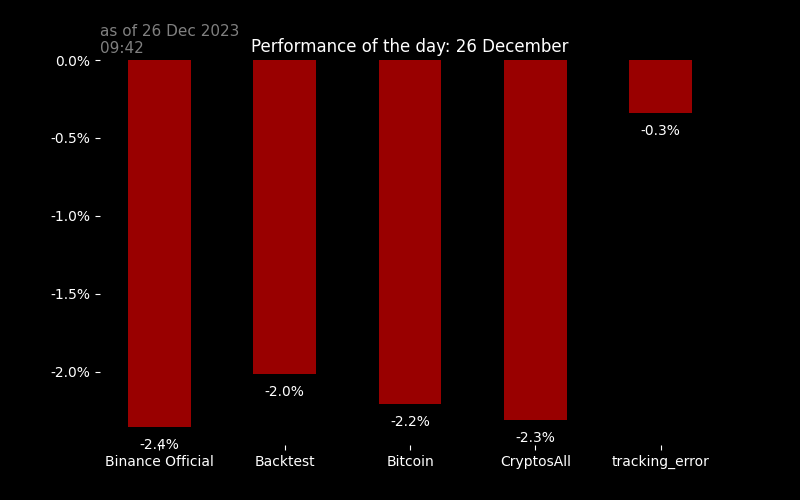 as of 26 Dec 2023
09:42
Performance of the day: 26 December
0.0%
-0.5%
-1.0%
-1.5%
-2.0%
-2.4%
-2.0%
-2.2%
-2.3%
-0.3%
Binance Official
Backtest
Bitcoin
CryptosAll
tracking_error